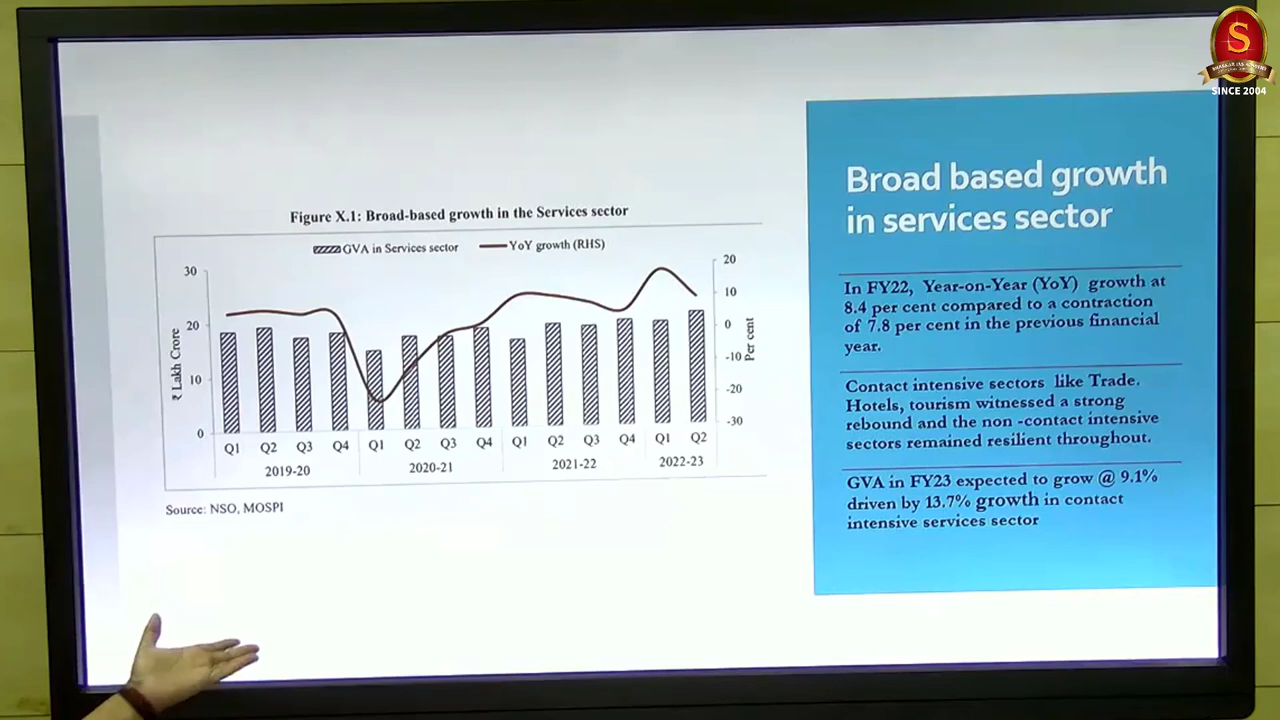 S
SINCE 2004
Broad based growth
in services sector
Figure X.1: Broad-based growth in the Services sector
GVA in Services sector
YoY growth (RHS)
30
20
10
0
₹ Lakh Crore
20
10
0
-10
-20
-30
Per cent
Q1 Q2 Q3 Q4 Q1 Q2 Q3 Q4 Q1 Q2 Q3 Q4 Q1 Q2
2019-20 2020-21 2021-22 2022-23
Source: NSO, MOSPI
In FY22, Year-on-Year (YoY) growth at
8.4 per cent compared to a contraction
of 7.8 per cent in the previous financial
year.
Contact intensive sectors like Trade.
Hotels, tourism witnessed a strong
rebound and the non -contact intensive
sectors remained resilient throughout.
GVA in FY23 expected to grow @ 9.1%
driven by 13.7% growth in contact
intensive services sector